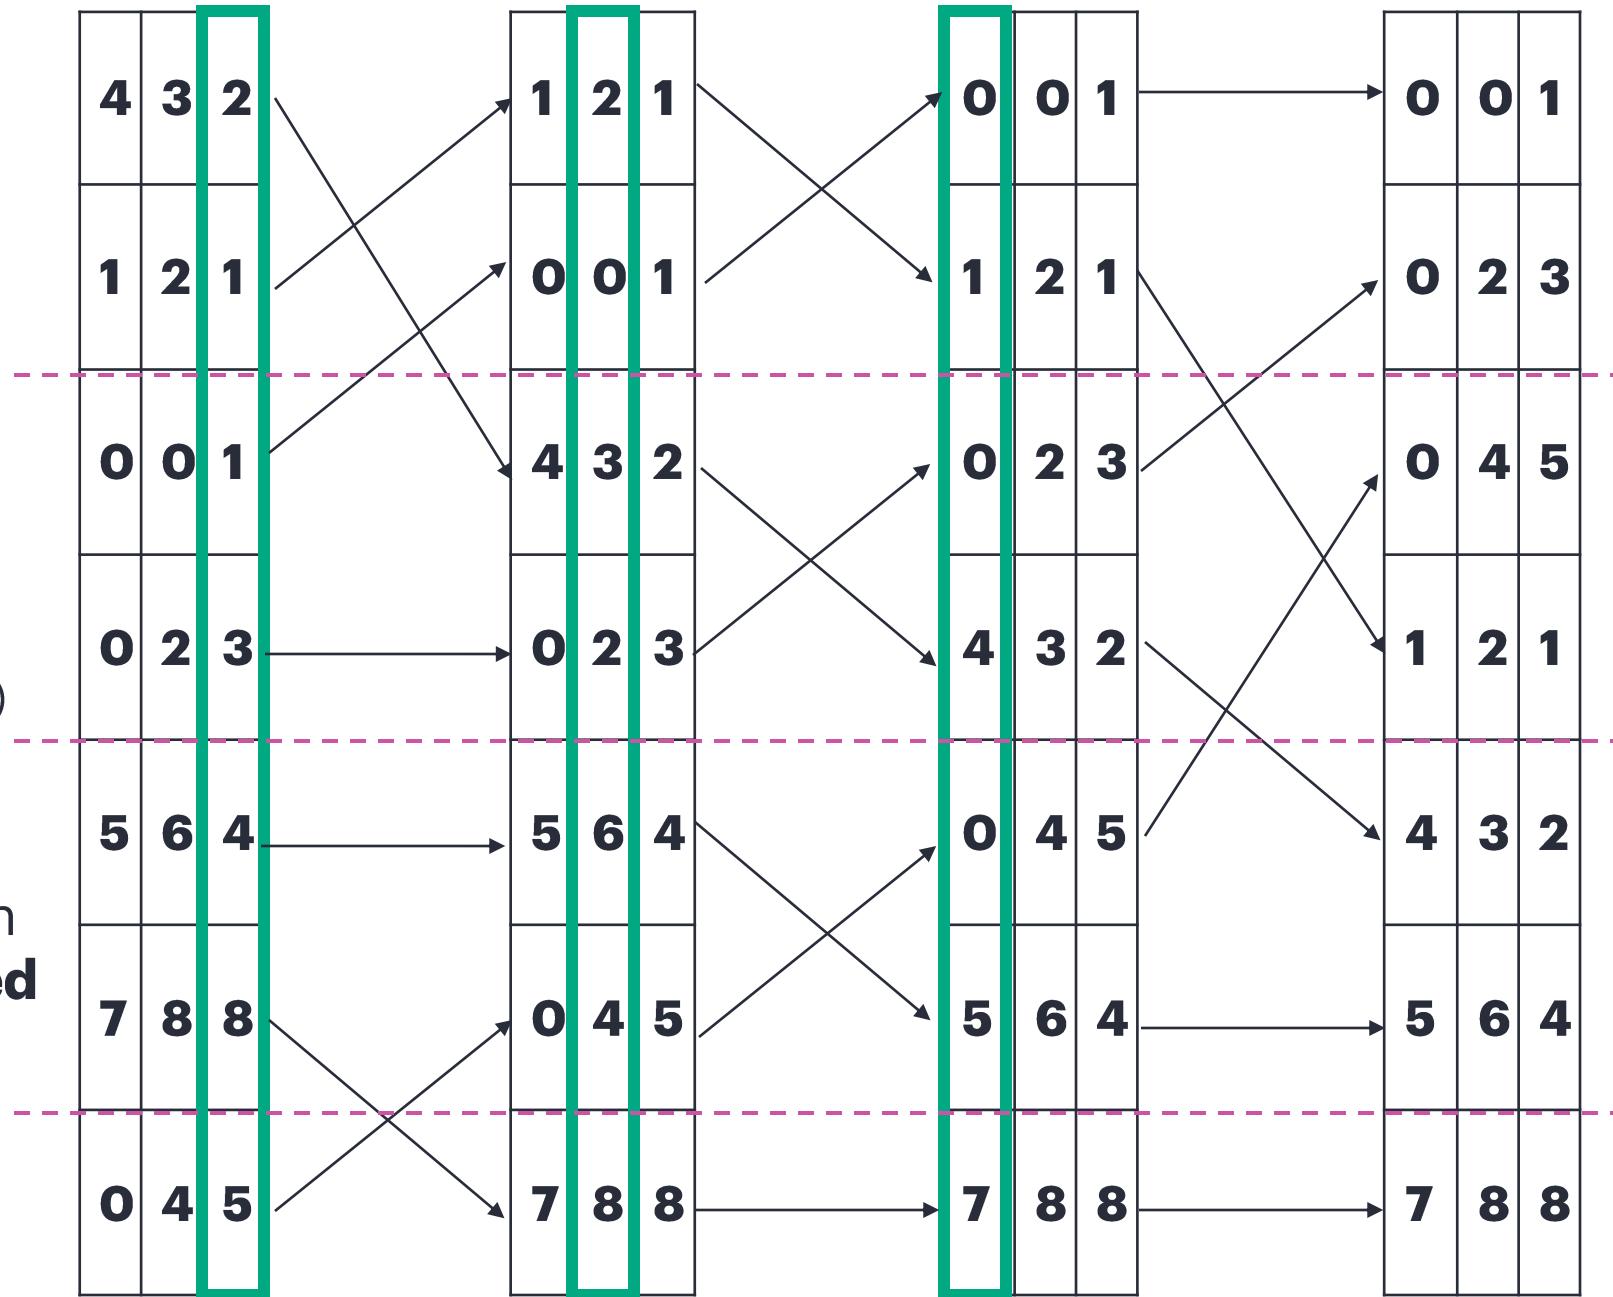 4 3 2 1 2 1 0 0 1 0 0 1
1 2 1 0 0 1 1 2 1 0 2 3
0 0 1 4 3 2 0 2 3 0 4 5
0 2 3 0 2 3 4 3 2 1 2 1
)
5 6 4 5 6 4 0 4 5 4 3 2
n
ed
7 8 8 0 4 5 5 6 4 5 6 4
0 4 5 7 8 8 7 8 8 7 8 8